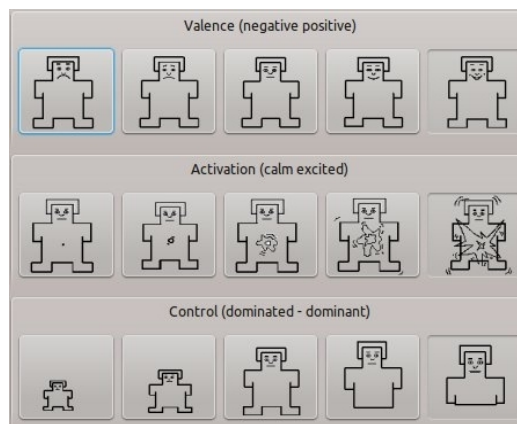 Valence (negative positive)
Activation (calm excited)
Control (dominated - dominant)